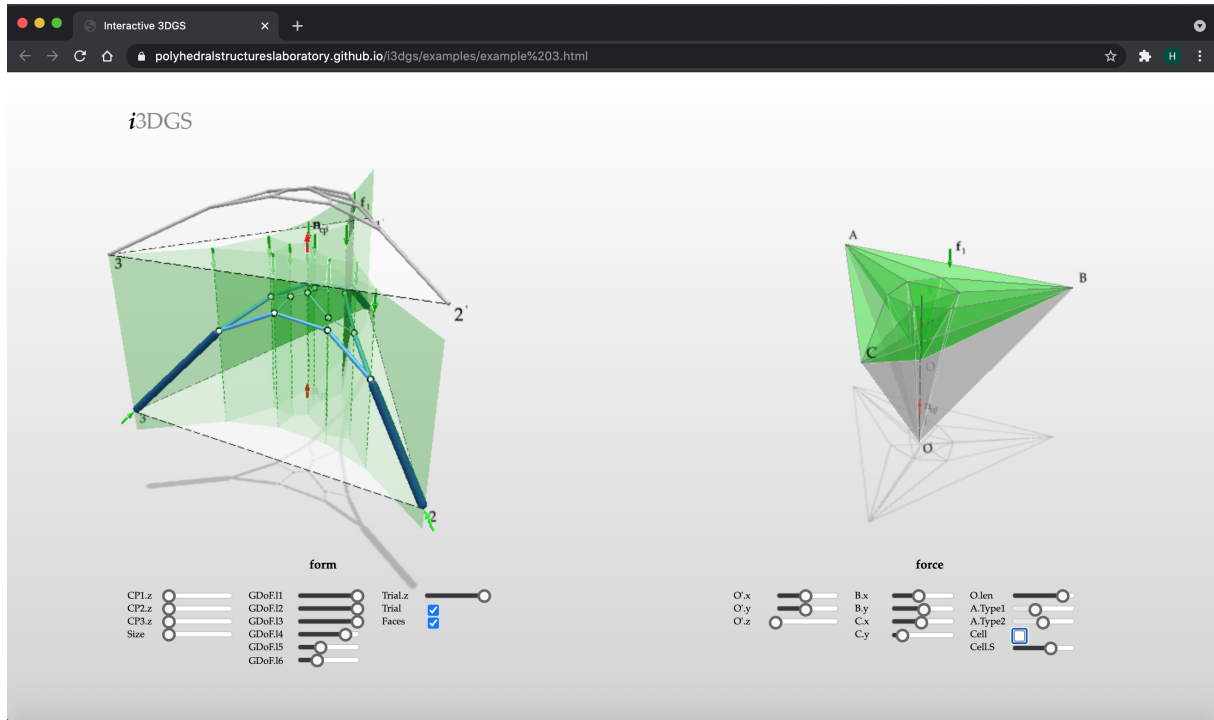 Interactive 3DGS
polyhedralstructureslaboratory.github.io/i3dgs/examples/example%203.html
H
i3DGS
f₁
1'
n_cpl
3'
2'
3
2
form
CP1.z
CP2.z
CP3.z
Size
GDoF.l1
GDoF.l2
GDoF.l3
GDoF.l4
GDoF.l5
GDoF.l6
Trial.z
Trial
Faces
A
f₁
B
C
O
O'
force
O'.x
O'.y
O'.z
B.x
B.y
C.x
C.y
O.len
A.Type1
A.Type2
Cell
Cell.S